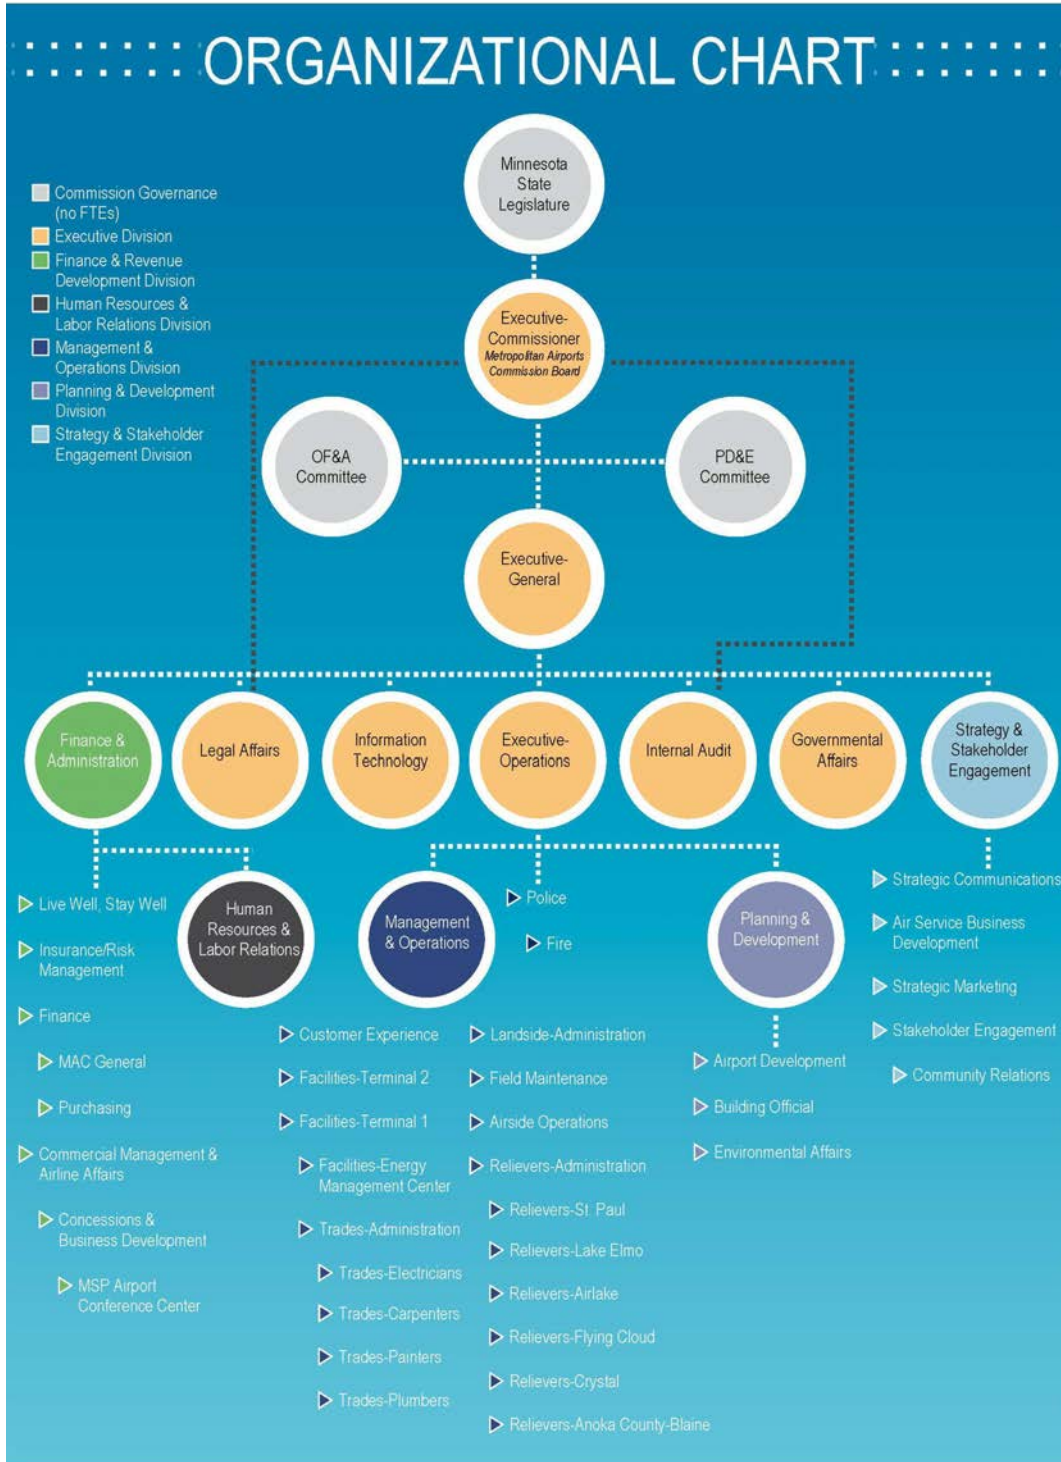 ORGANIZATIONAL CHART
Minnesota
State
Legislature
Commission Governance
(no FTEs)
Executive Division
Finance & Revenue
Development Division
Human Resources &
Labor Relations Division
Management &
Operations Division
Planning & Development
Division
Strategy & Stakeholder
Engagement Division
Executive-
Commissioner
Metropolitan Airports
Commission Board
OF&A
Committee
PD&E
Committee
Executive-
General
Finance &
Administration
Legal Affairs
Information
Technology
Executive-
Operations
Internal Audit
Governmental
Affairs
Strategy &
Stakeholder
Engagement
Live Well, Stay Well
Insurance/Risk
Management
Finance
MAC General
Purchasing
Commercial Management &
Airline Affairs
Concessions &
Business Development
MSP Airport
Conference Center
Human
Resources &
Labor Relations
Management
& Operations
Police
Fire
Planning &
Development
Customer Experience
Facilities-Terminal 2
Facilities-Terminal 1
Facilities-Energy
Management Center
Trades-Administration
Trades-Electricians
Trades-Carpenters
Trades-Painters
Trades-Plumbers
Landside-Administration
Field Maintenance
Airside Operations
Relievers-Administration
Relievers-St. Paul
Relievers-Lake Elmo
Relievers-Airlake
Relievers-Flying Cloud
Relievers-Crystal
Relievers-Anoka County-Blaine
Airport Development
Building Official
Environmental Affairs
Strategic Communications
Air Service Business
Development
Strategic Marketing
Stakeholder Engagement
Community Relations